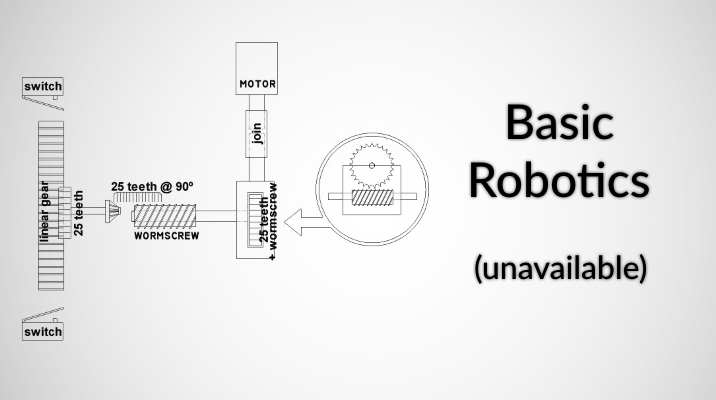 switch
MOTOR
join
linear gear
25 teeth
25 teeth @ 90º
WORMSCREW
25 teeth
+ wormscrew
switch
Basic
Robotics
(unavailable)